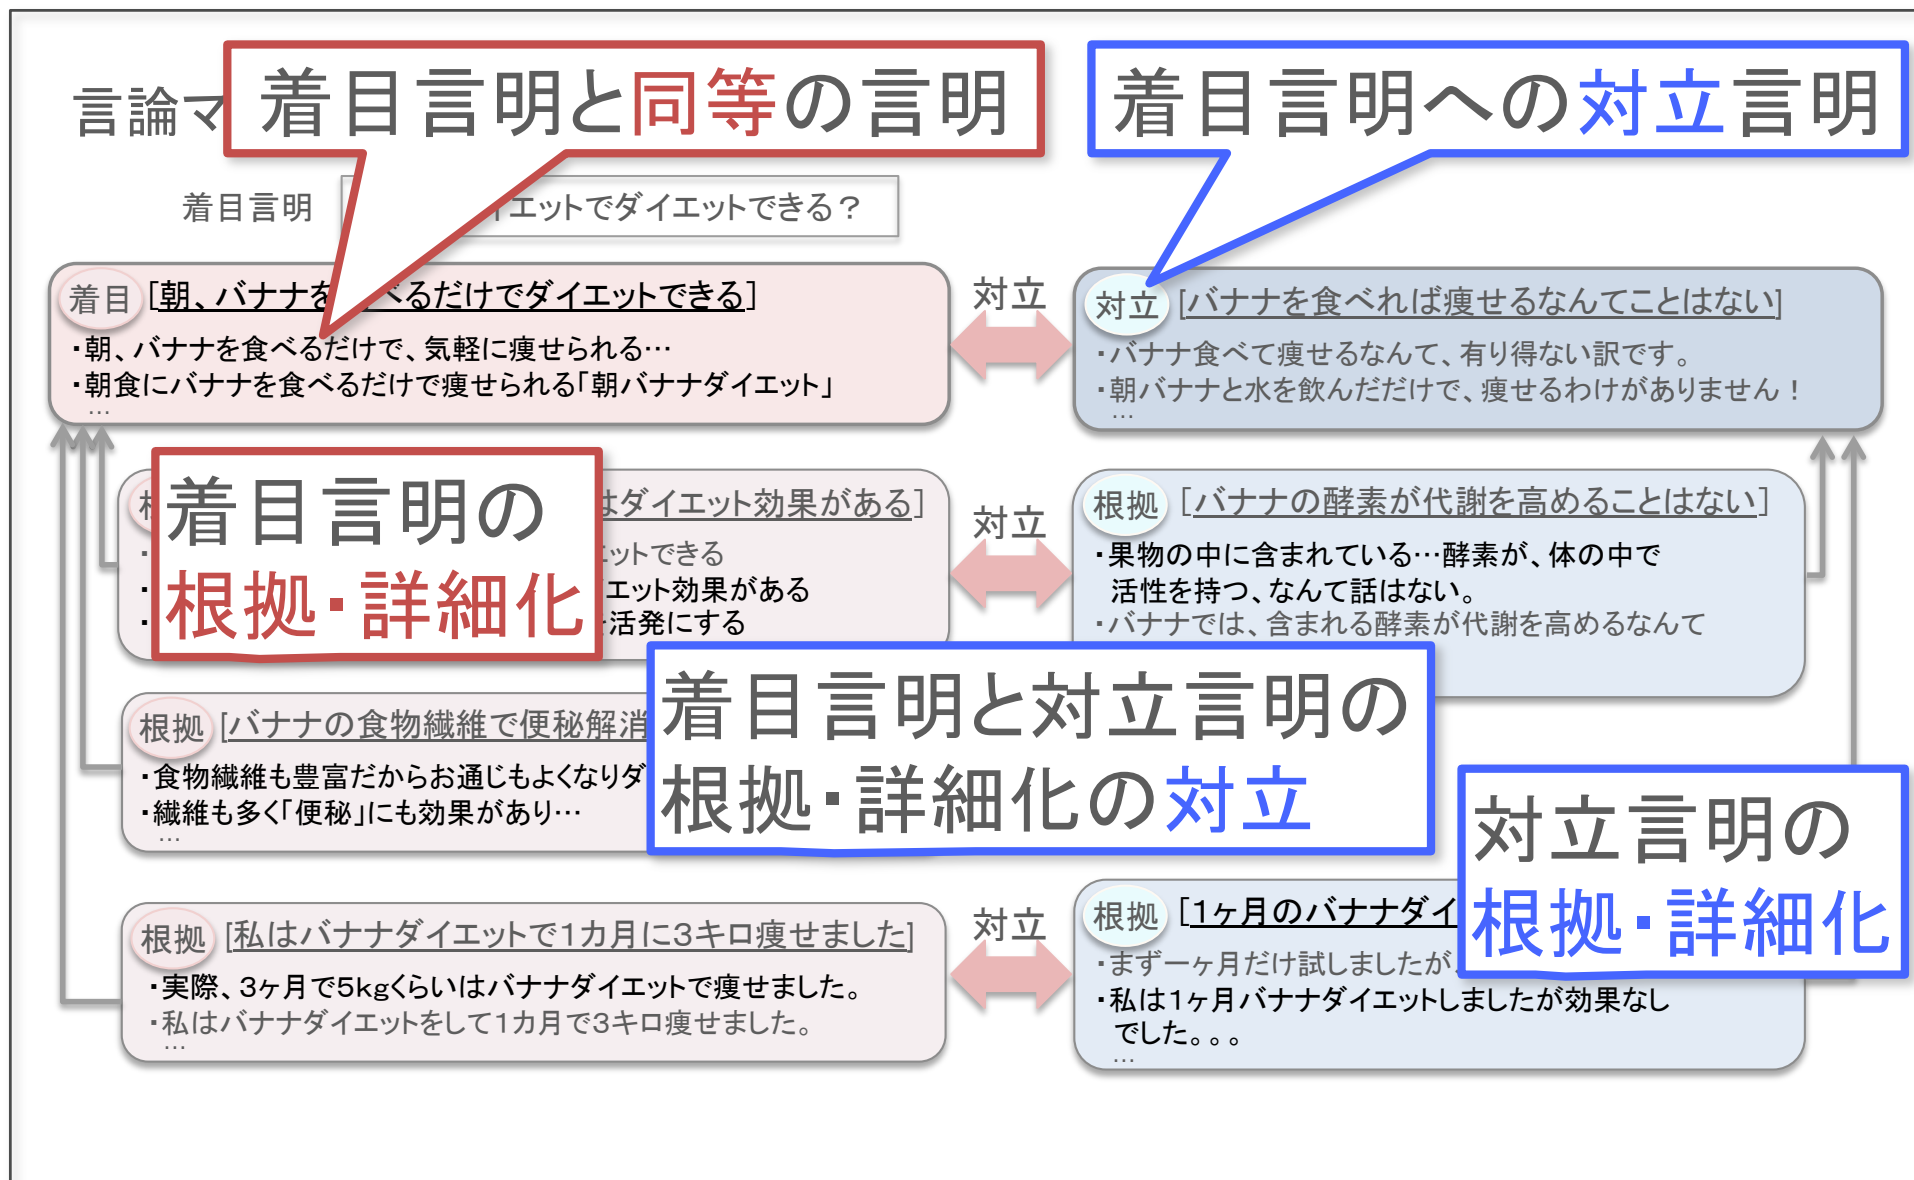 言論マ
着目言明と同等の言明
着目言明への対立言明
着目言明
イエットでダイエットできる？
着目
[朝、バナナを べるだけでダイエットできる]
・朝、バナナを食べるだけで、気軽に痩せられる…
・朝食にバナナを食べるだけで痩せられる「朝バナナダイエット」
…
対立
対立
[バナナを食べれば痩せるなんてことはない]
・バナナ食べて痩せるなんて、有り得ない訳です。
・朝バナナと水を飲んだだけで、痩せるわけがありません！
…
着目言明の
根拠・詳細化
はダイエット効果がある]
エットできる
イエット効果がある
活発にする
対立
根拠
[バナナの酵素が代謝を高めることはない]
・果物の中に含まれている…酵素が、体の中で
活性を持つ、なんて話はない。
・バナナでは、含まれる酵素が代謝を高めるなんて
根拠
[バナナの食物繊維で便秘解消
・食物繊維も豊富だからお通じもよくなりダ
・繊維も多く「便秘」にも効果があり…
…
着目言明と対立言明の
根拠・詳細化の対立
対立言明の
根拠・詳細化
根拠
[私はバナナダイエットで1カ月に3キロ痩せました]
・実際、3ヶ月で5kgくらいはバナナダイエットで痩せました。
・私はバナナダイエットをして1カ月で3キロ痩せました。
…
対立
根拠
[1ヶ月のバナナダイ
・まず一ヶ月だけ試しましたが
・私は1ヶ月バナナダイエットしましたが効果なし
でした。。。
…